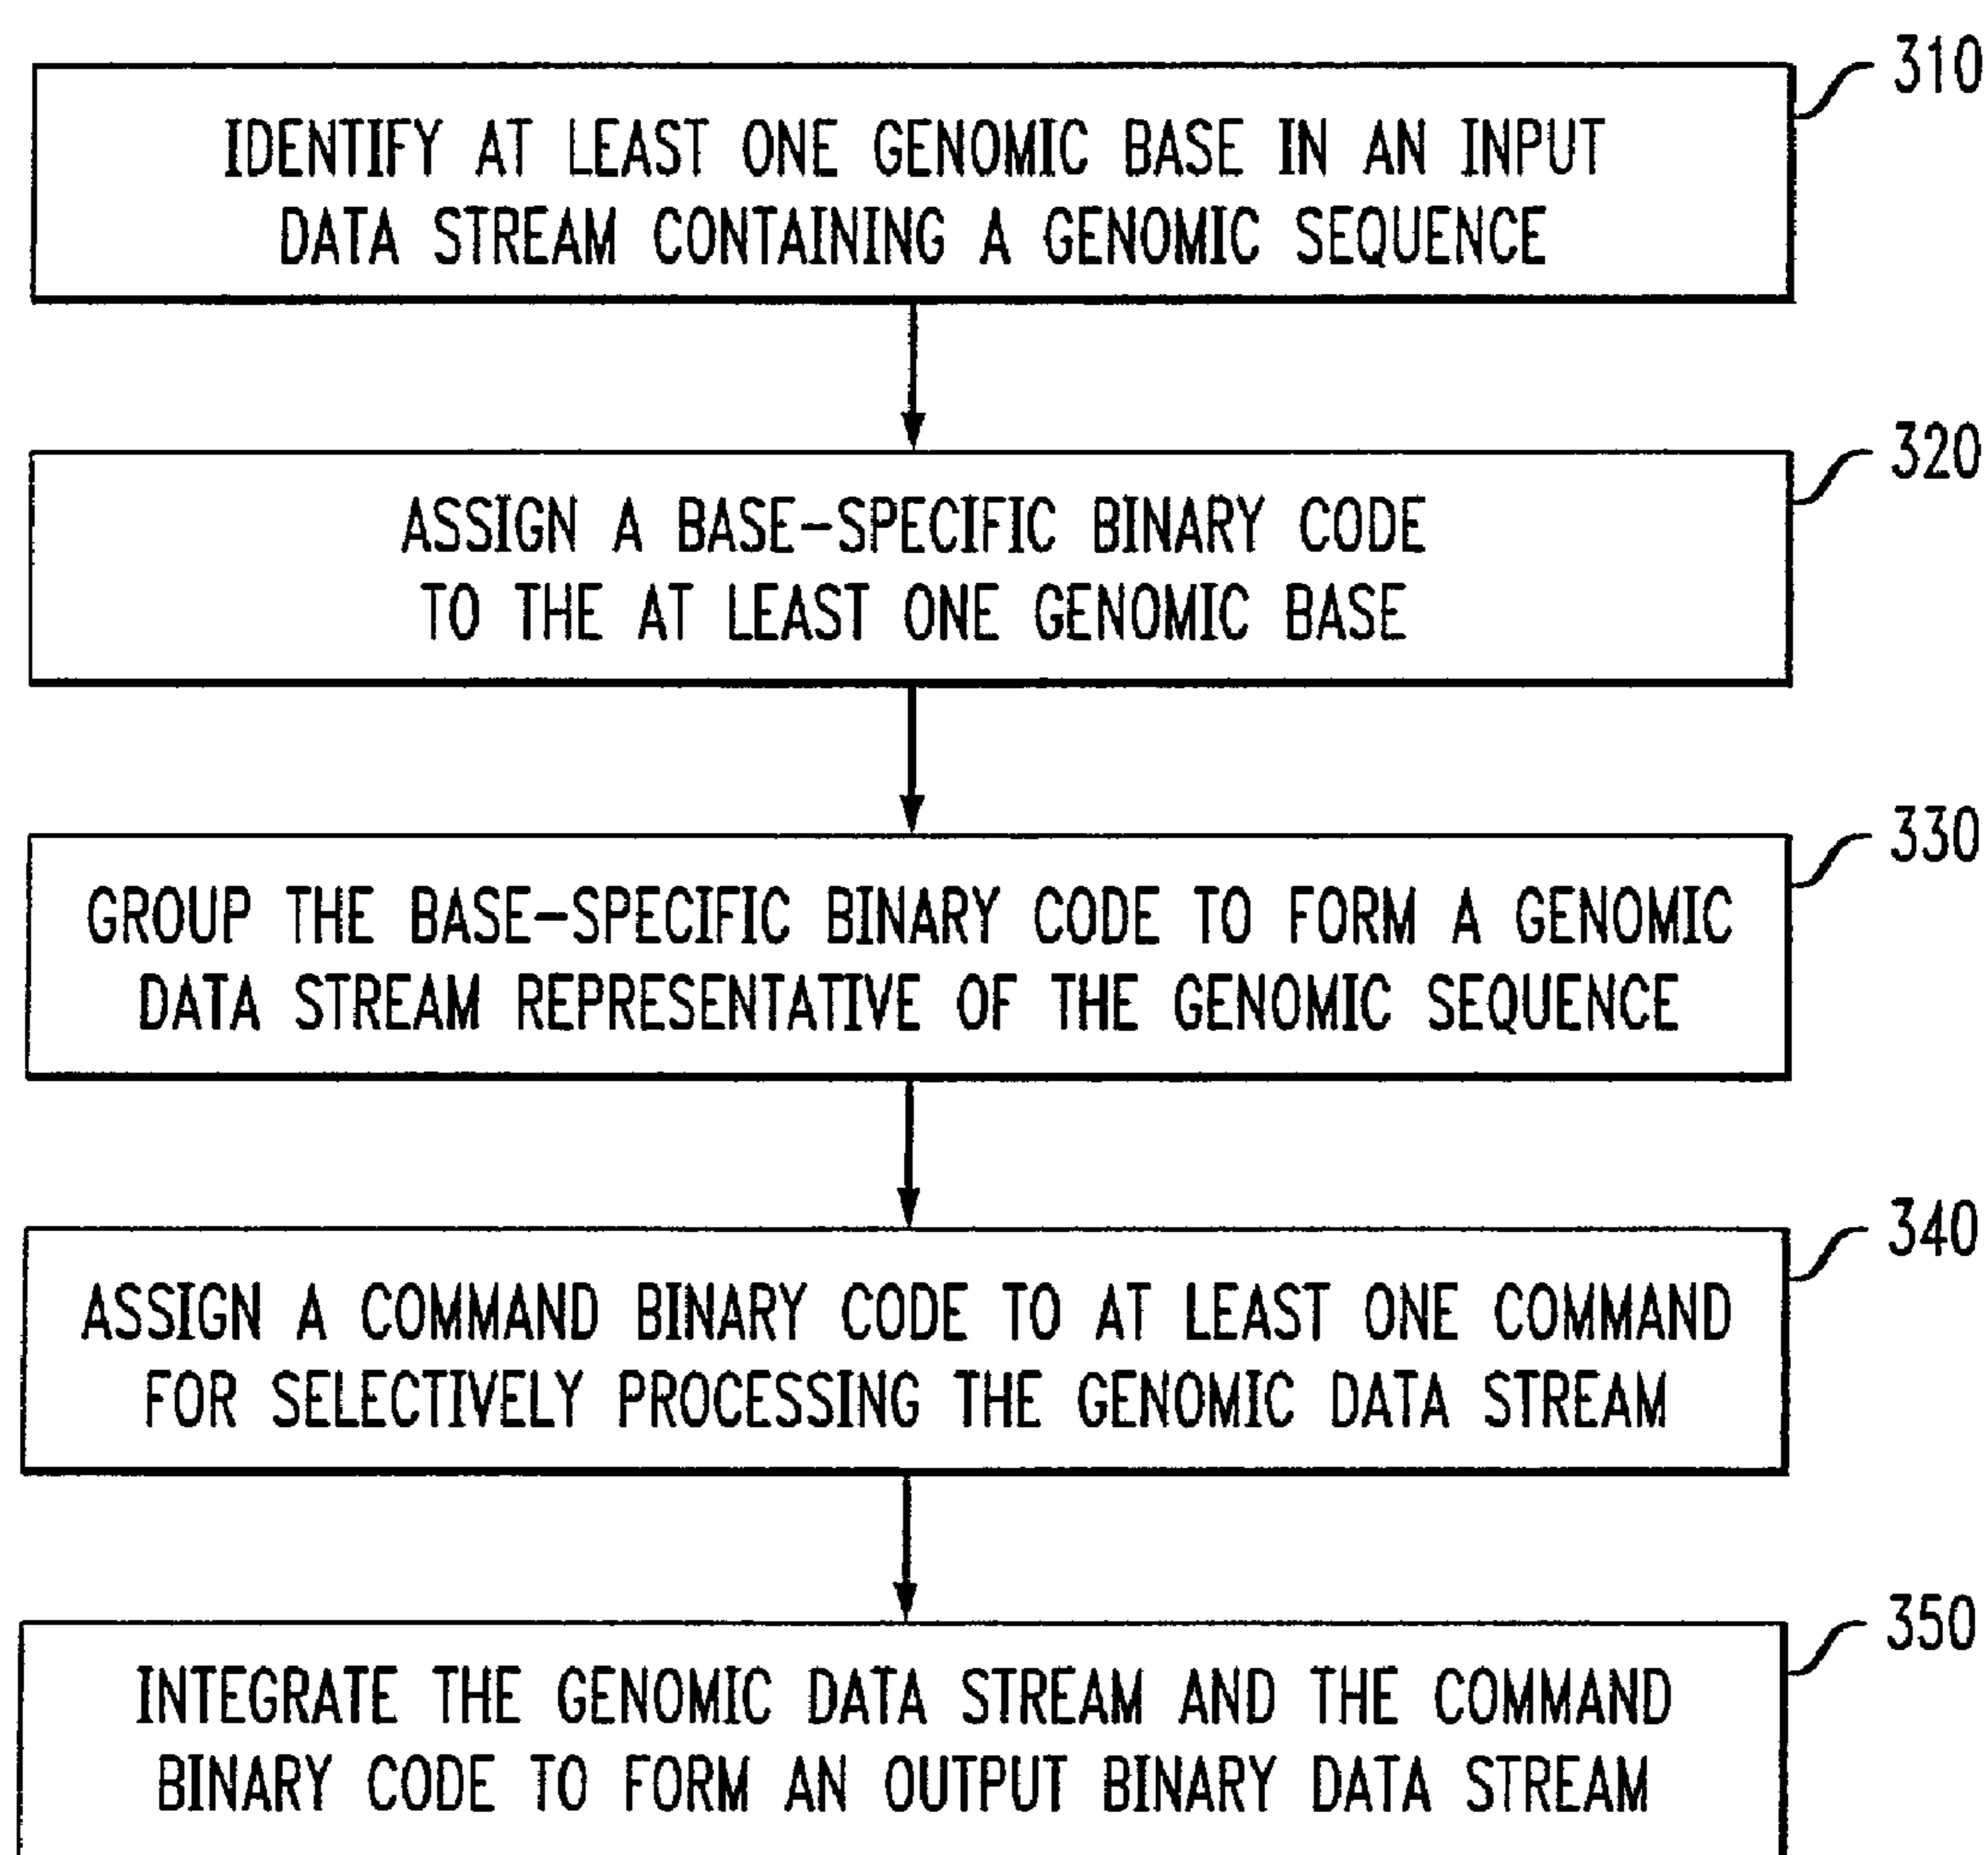 310
IDENTIFY AT LEAST ONE GENOMIC BASE IN AN INPUT
DATA STREAM CONTAINING A GENOMIC SEQUENCE
320
ASSIGN A BASE-SPECIFIC BINARY CODE
TO THE AT LEAST ONE GENOMIC BASE
330
GROUP THE BASE-SPECIFIC BINARY CODE TO FORM A GENOMIC
DATA STREAM REPRESENTATIVE OF THE GENOMIC SEQUENCE
340
ASSIGN A COMMAND BINARY CODE TO AT LEAST ONE COMMAND
FOR SELECTIVELY PROCESSING THE GENOMIC DATA STREAM
350
INTEGRATE THE GENOMIC DATA STREAM AND THE COMMAND
BINARY CODE TO FORM AN OUTPUT BINARY DATA STREAM